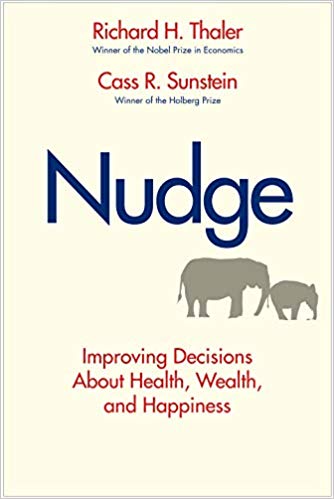 Richard H. Thaler
Winner of the Nobel Prize in Economics
Cass R. Sunstein
Winner of the Holberg Prize
Nudge
Improving Decisions
About Health, Wealth,
and Happiness